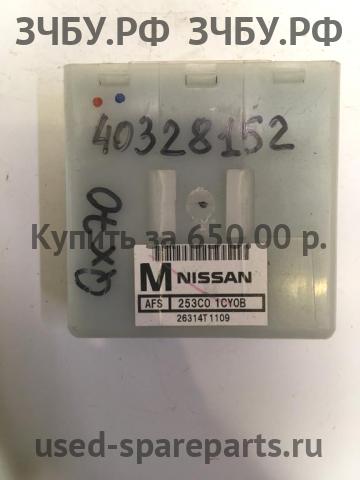 ЗЧБУ.РФ ЗЧБУ.РФ
40328152
QX70
Купить за 650.00 р.
M NISSAN
AFS 253C0 1CY0B
26314T1109
used-spareparts.ru